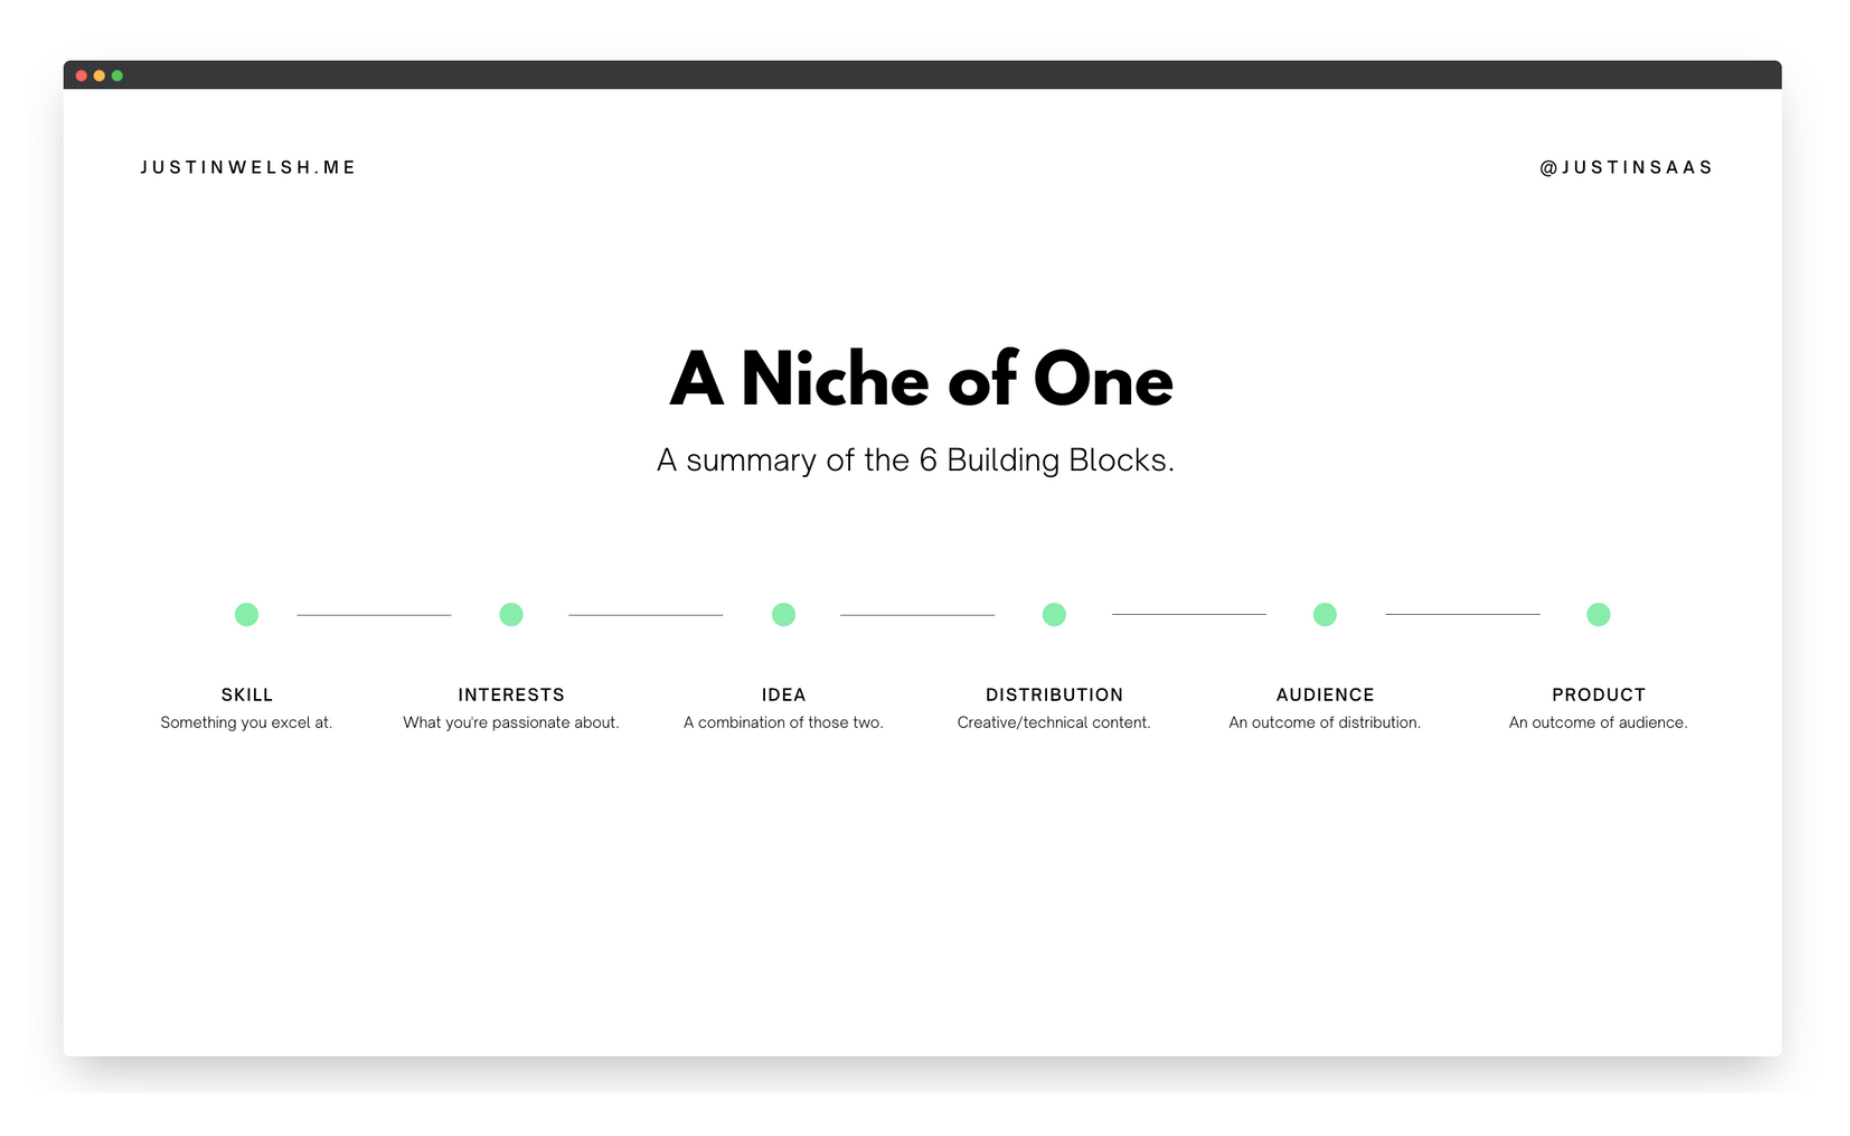 JUSTINWELSH.ME
@JUSTINSAAS
A Niche of One
A summary of the 6 Building Blocks.
SKILL
Something you excel at.
INTERESTS
What you're passionate about.
IDEA
A combination of those two.
DISTRIBUTION
Creative/technical content.
AUDIENCE
An outcome of distribution.
PRODUCT
An outcome of audience.